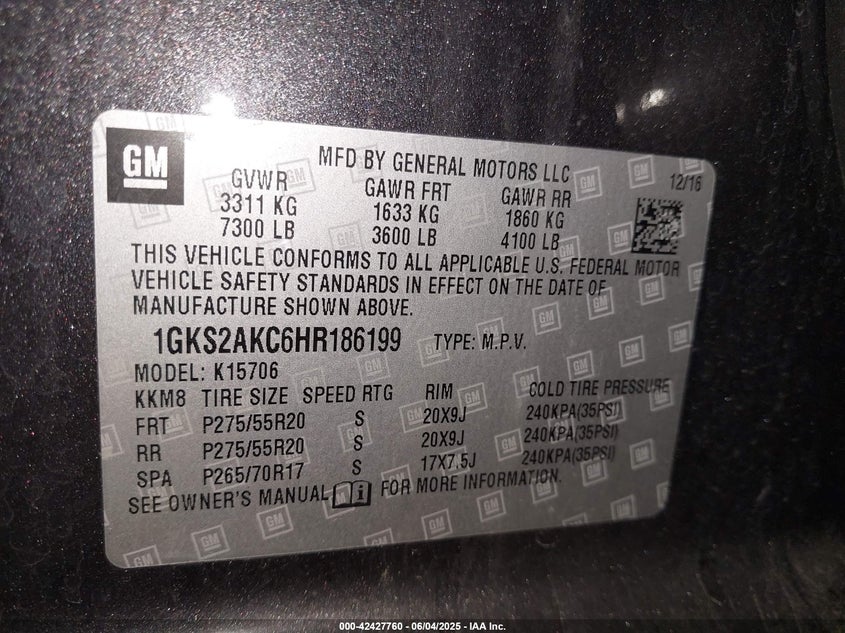 GM
MFD BY GENERAL MOTORS LLC
12/16
GVWR GAWR FRT GAWR RR
3311 KG 1633 KG 1860 KG
7300 LB 3600 LB 4100 LB
THIS VEHICLE CONFORMS TO ALL APPLICABLE U.S. FEDERAL MOTOR
VEHICLE SAFETY STANDARDS IN EFFECT ON THE DATE OF
MANUFACTURE SHOWN ABOVE.
1GKS2AKC6HR186199 TYPE: M.P.V.
MODEL: K15706
KKM8 TIRE SIZE SPEED RTG RIM COLD TIRE PRESSURE
FRT P275/55R20 S 20X9J 240KPA(35PSI)
RR P275/55R20 S 20X9J 240KPA(35PSI)
SPA P265/70R17 S 17X7.5J 240KPA(35PSI)
SEE OWNER'S MANUAL FOR MORE INFORMATION.
000-42427760 - 06/04/2025 - IAA Inc.